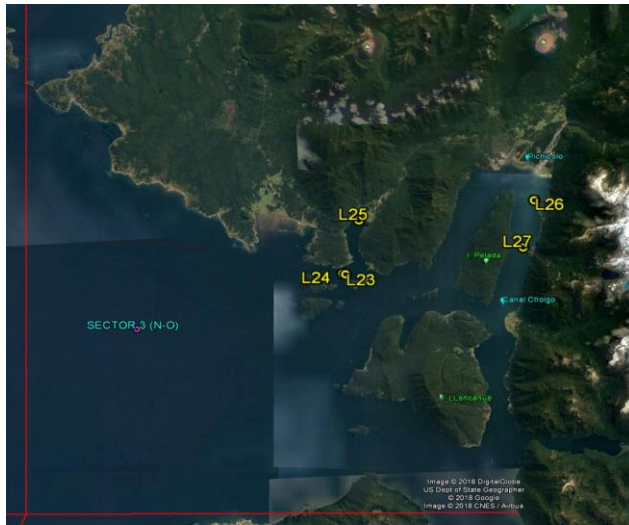 Pichicolo
L26
L25
L27
I- Pelada
L24
L23
Canal Cholgo
SECTOR 3 (N-O)
I- LLancahué
Image © 2018 DigitalGlobe
US Dept of State Geographer
© 2018 Google
Image © 2018 CNES / Airbus